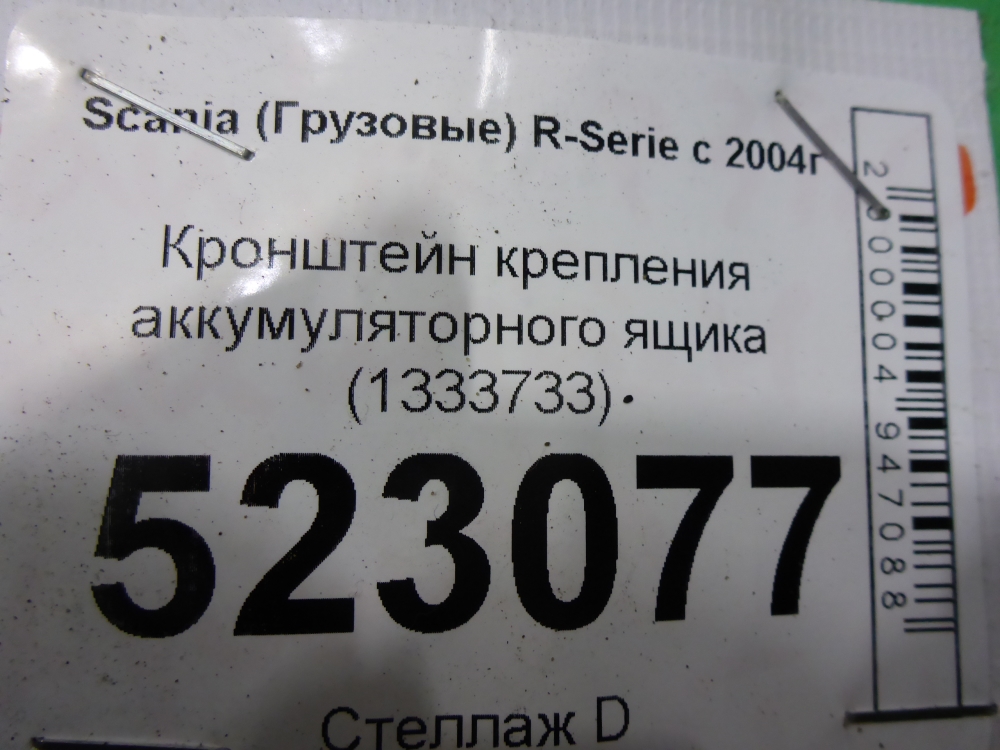 Scania (Грузовые) R-Serie с 2004г
Кронштейн крепления
аккумуляторного ящика
(1333733).
523077
Стеллаж D
2000004947088